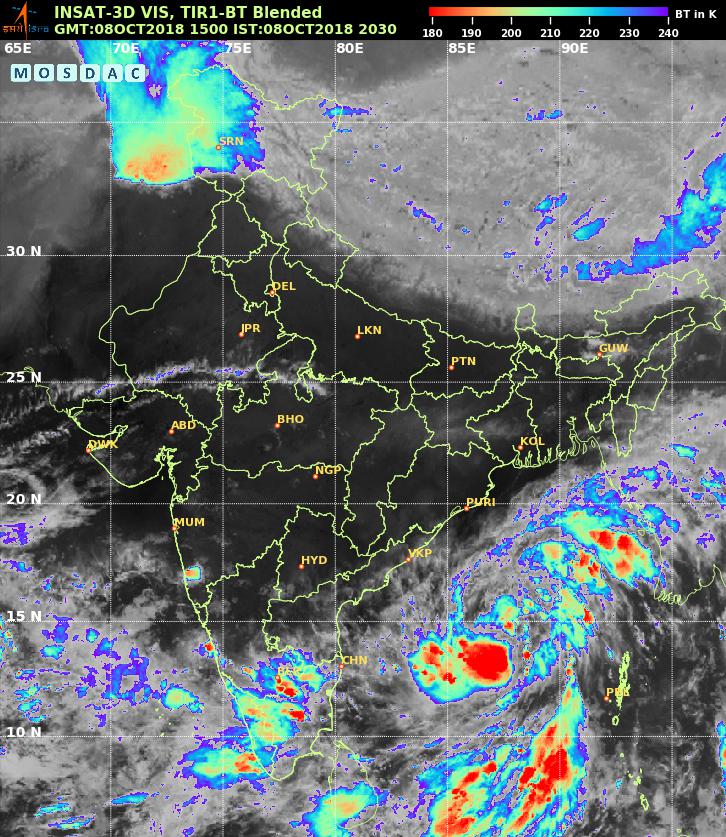 INSAT-3D VIS, TIR1-BT Blended
GMT:08OCT2018 1500 IST:08OCT2018 2030
BT in K
180 190 200 210 220 230 240
65E 70E 75E 80E 85E 90E
MOSDAC
SRN
30 N
DEL
JPR LKN GUW
PTN
25 N
ABD BHO
DWK KOL
NGP
20 N PURI
MUM
HYD VKP
15 N
CHN
10 N